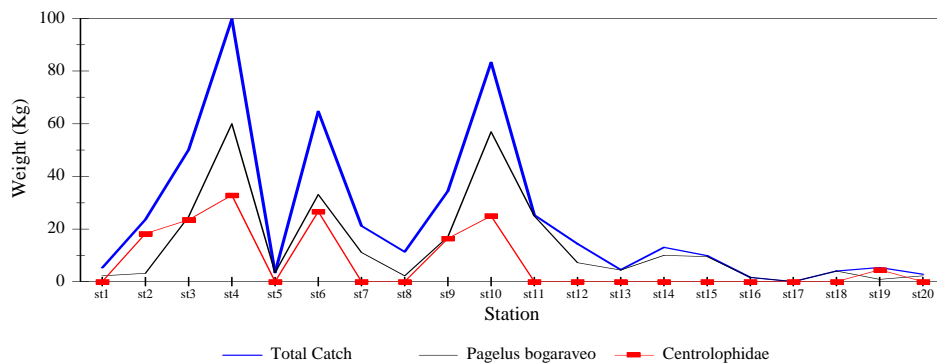 100
80
60
40
20
0
Weight (Kg)
st1 st2 st3 st4 st5 st6 st7 st8 st9 st10 st11 st12 st13 st14 st15 st16 st17 st18 st19 st20
Station
Total Catch Pagelus bogaraveo Centrolophidae